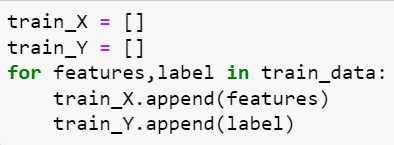 train_X = []
train_Y = []
for features,label in train_data:
    train_X.append(features)
    train_Y.append(label)